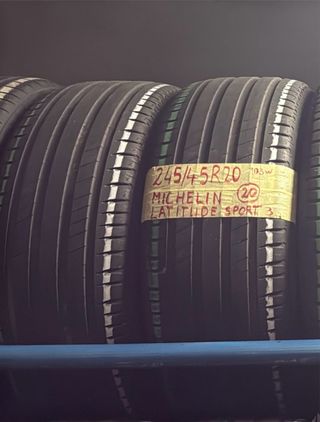 245/45R20 103W
MICHELIN 20
LATITUDE SPORT 3